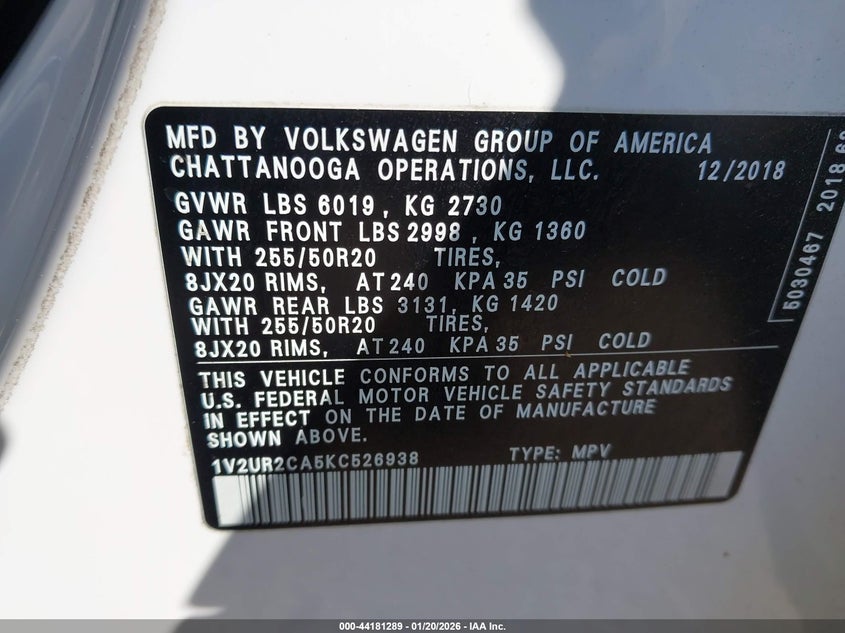 MFD BY VOLKSWAGEN GROUP OF AMERICA
CHATTANOOGA OPERATIONS, LLC. 12/2018
GVWR LBS 6019, KG 2730
GAWR FRONT LBS 2998, KG 1360
WITH 255/50R20 TIRES,
8JX20 RIMS, AT 240 KPA 35 PSI COLD
GAWR REAR LBS 3131, KG 1420
WITH 255/50R20 TIRES,
8JX20 RIMS, AT 240 KPA 35 PSI COLD
THIS VEHICLE CONFORMS TO ALL APPLICABLE
U.S. FEDERAL MOTOR VEHICLE SAFETY STANDARDS
IN EFFECT ON THE DATE OF MANUFACTURE
SHOWN ABOVE.
1V2UR2CA5KC526938 TYPE: MPV
5030467 2018
000-44181289 | 01/20/2026 - IAA Inc.